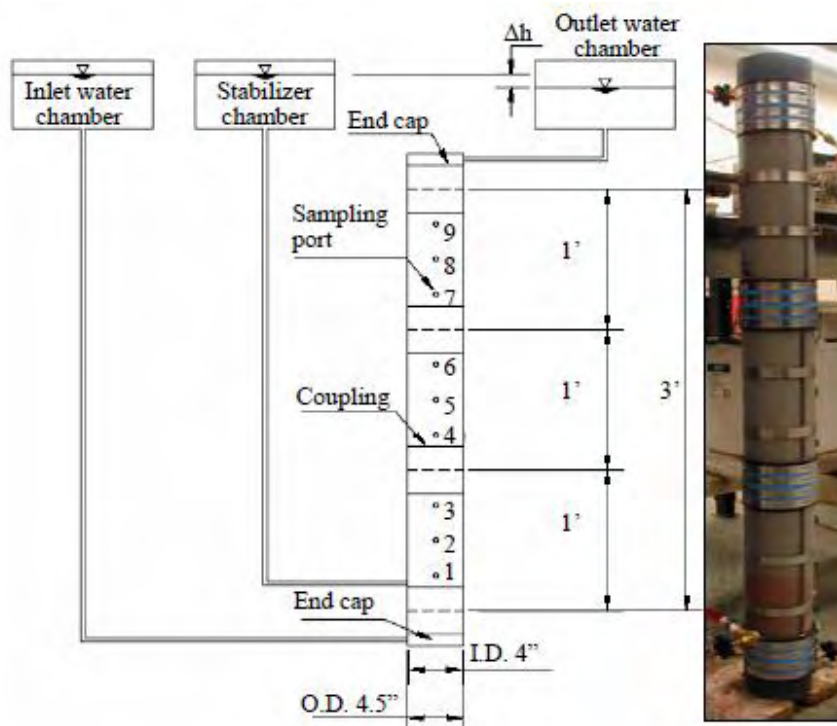 Δh
Outlet water
chamber
Inlet water
chamber
Stabilizer
chamber
End cap
Sampling
port
9
8
7
1’
6
5
4
Coupling
1’
3’
3
2
1
1’
End cap
I.D. 4”
O.D. 4.5”